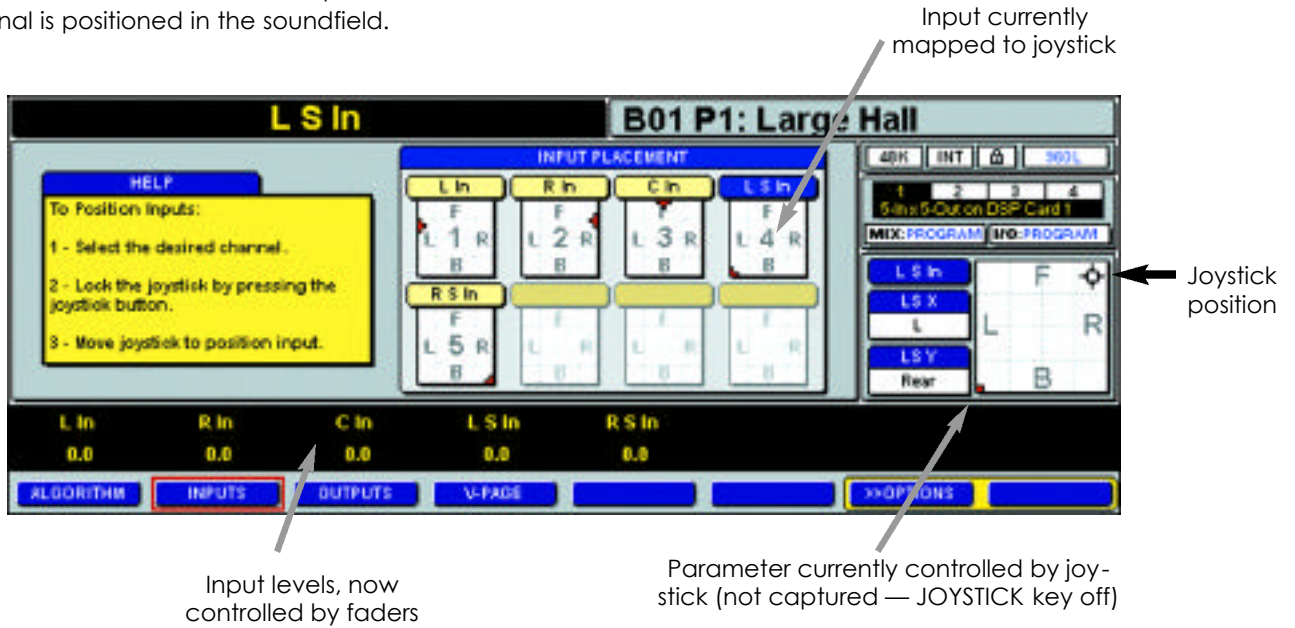 nal is positioned in the soundfield.
Input currently
mapped to joystick
L S In
B01 P1: Large Hall
HELP
To Position Inputs:
1 - Select the desired channel.
2 - Lock the joystick by pressing the
joystick button.
3 - Move joystick to position input.
INPUT PLACEMENT
L In
R In
C In
L S In
F
L 1 R
B
F
L 2 R
B
F
L 3 R
B
F
L 4 R
B
R S In
F
L 5 R
B
F
L R
B
F
L R
B
F
L R
B
48K INT 960L
1 2 3 4
5-In x 5-Out on DSP Card 1
MIX: PROGRAM I/O: PROGRAM
L S In
LS X
L
LS Y
Rear
F
L R
B
Joystick
position
L In R In C In L S In R S In
0.0 0.0 0.0 0.0 0.0
ALGORITHM INPUTS OUTPUTS V-PAGE >>OPTIONS
Input levels, now
controlled by faders
Parameter currently controlled by joy-
stick (not captured — JOYSTICK key off)